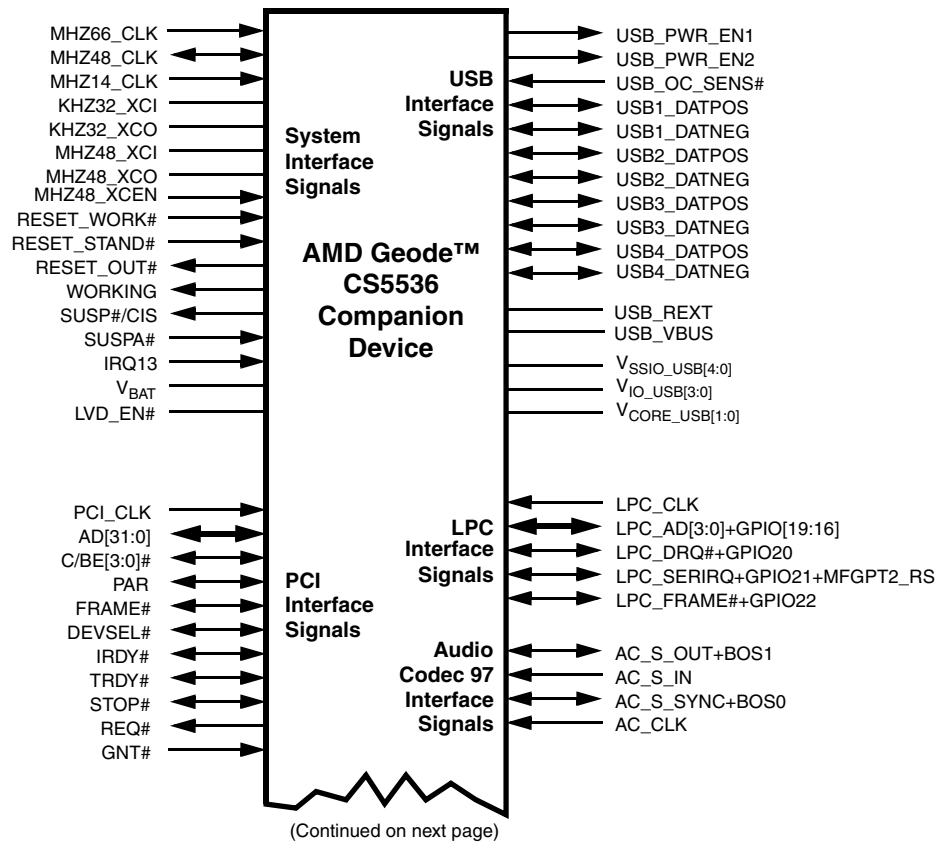 MHZ66_CLK
MHZ48_CLK
MHZ14_CLK
KHZ32_XCI
KHZ32_XCO
MHZ48_XCI
MHZ48_XCO
MHZ48_XCEN
RESET_WORK#
RESET_STAND#
RESET_OUT#
WORKING
SUSP#/CIS
SUSPA#
IRQ13
VBAT
LVD_EN#
System
Interface
Signals
PCI_CLK
AD[31:0]
C/BE[3:0]#
PAR
FRAME#
DEVSEL#
IRDY#
TRDY#
STOP#
REQ#
GNT#
PCI
Interface
Signals
AMD Geode™
CS5536
Companion
Device
USB
Interface
Signals
USB_PWR_EN1
USB_PWR_EN2
USB_OC_SENS#
USB1_DATPOS
USB1_DATNEG
USB2_DATPOS
USB2_DATNEG
USB3_DATPOS
USB3_DATNEG
USB4_DATPOS
USB4_DATNEG
USB_REXT
USB_VBUS
VSSIO_USB[4:0]
VIO_USB[3:0]
VCORE_USB[1:0]
LPC
Interface
Signals
LPC_CLK
LPC_AD[3:0]+GPIO[19:16]
LPC_DRQ#+GPIO20
LPC_SERIRQ+GPIO21+MFGPT2_RS
LPC_FRAME#+GPIO22
Audio
Codec 97
Interface
Signals
AC_S_OUT+BOS1
AC_S_IN
AC_S_SYNC+BOS0
AC_CLK
(Continued on next page)